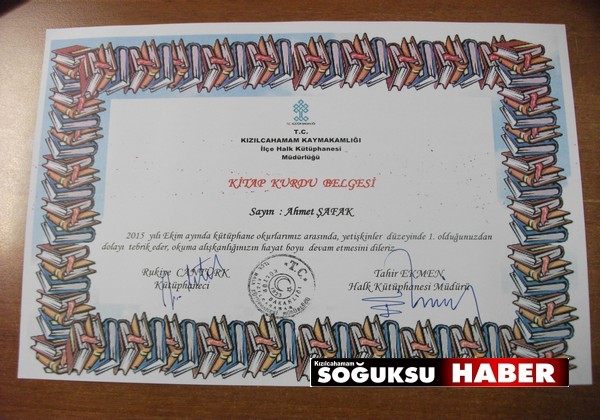 T.C.
KIZILCAHAMAM KAYMAKAMLIĞI
İlçe Halk Kütüphanesi
Müdürlüğü
KİTAP KURDU BELGESİ
Sayın : Ahmet ŞAFAK
2015 yılı Ekim ayında kütüphane okurlarımız arasında, yetişkinler düzeyinde 1. olduğunuzdan
dolayı tebrik eder, okuma alışkanlığınızın hayat boyu devam etmesini dileriz.
Rukiye CANTÜRK
Kütüphaneci
T.C.
Tahir EKMEN
Halk Kütüphanesi Müdürü
Kızılcahamam
SOĞUKSU HABER